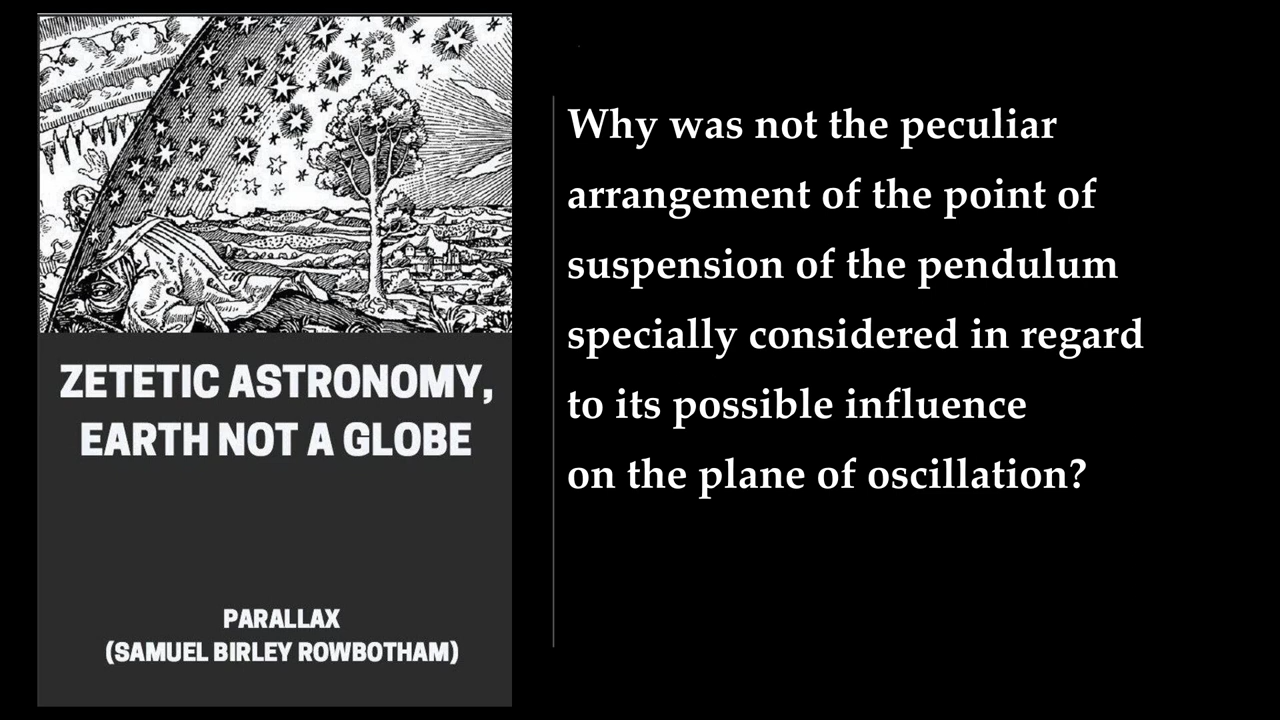 ZETETIC ASTRONOMY,
EARTH NOT A GLOBE
PARALLAX
(SAMUEL BIRLEY ROWBOTHAM)
Why was not the peculiar
arrangement of the point of
suspension of the pendulum
specially considered in regard
to its possible influence
on the plane of oscillation?